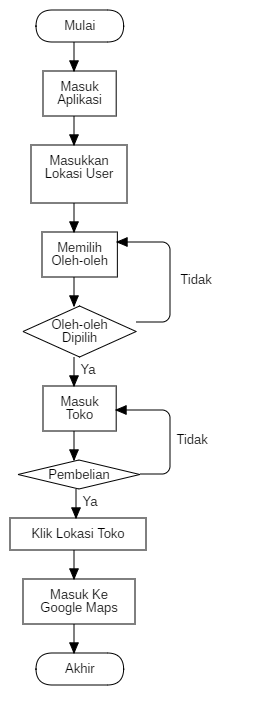 Mulai
Masuk
Aplikasi
Masukkan
Lokasi User
Memilih
Oleh-oleh
Tidak
Oleh-oleh
Dipilih
Ya
Masuk
Toko
Tidak
Pembelian
Ya
Klik Lokasi Toko
Masuk Ke
Google Maps
Akhir